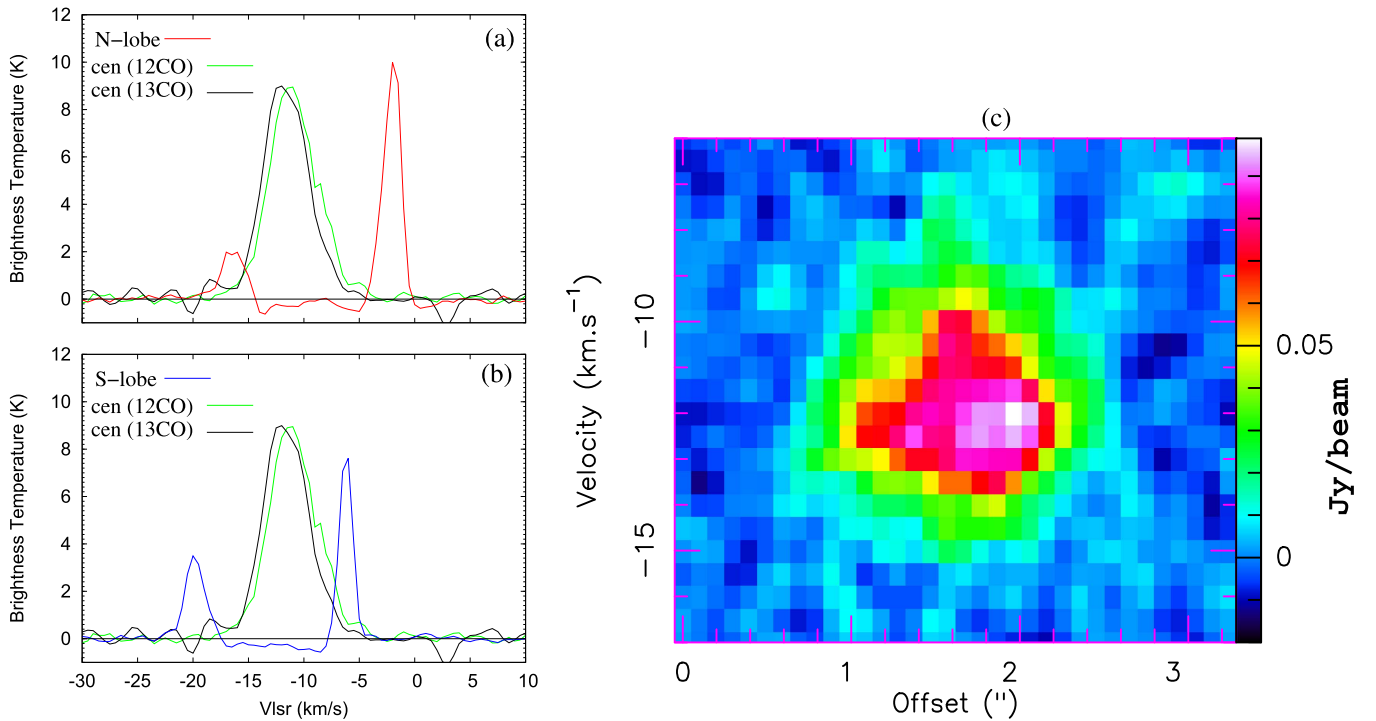 (a)
N−lobe
cen (12CO)
cen (13CO)
Brightness Temperature (K)
12
10
8
6
4
2
0
(b)
S−lobe
cen (12CO)
cen (13CO)
Brightness Temperature (K)
12
10
8
6
4
2
0
-30
-25
-20
-15
-10
-5
0
5
10
Vlsr (km/s)
(c)
Velocity (km.s−1)
−10
−15
0
1
2
3
Offset (")
0.05
0
Jy/beam